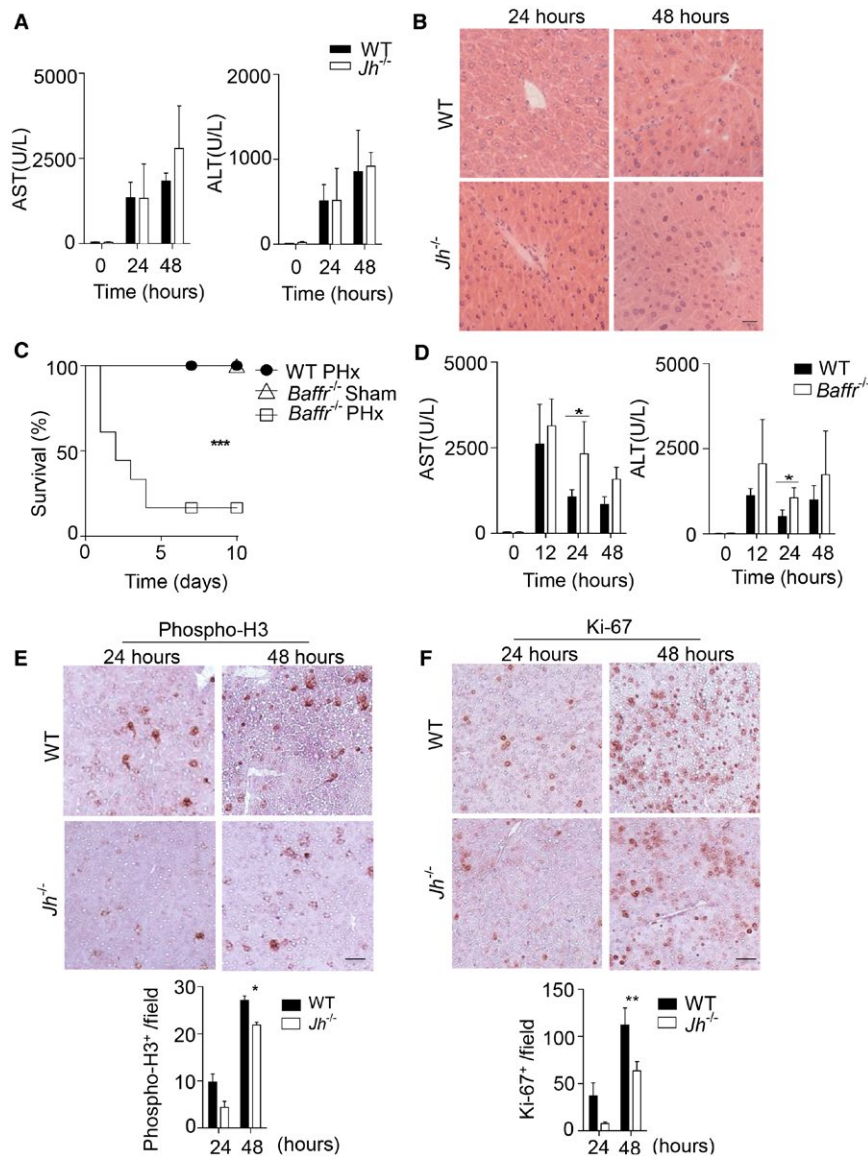 A
WT
Jh-/-
AST(U/L)
5000
2500
0
0 24 48
Time (hours)
ALT(U/L)
2000
1000
0
0 24 48
Time (hours)
B
24 hours 48 hours
WT
Jh-/-
C
Survival (%)
100
50
0
0 5 10
Time (days)
***
WT PHx
Baffr-/- Sham
Baffr-/- PHx
D
AST(U/L)
5000
2500
0
*
0 12 24 48
Time (hours)
ALT(U/L)
5000
2500
0
*
0 12 24 48
Time (hours)
WT
Baffr-/-
E
Phospho-H3
24 hours 48 hours
WT
Jh-/-
Phospho-H3+ /field
30
20
10
0
*
WT
Jh-/-
24 48 (hours)
F
Ki-67
24 hours 48 hours
WT
Jh-/-
Ki-67+ /field
150
100
50
0
**
WT
Jh-/-
24 48 (hours)